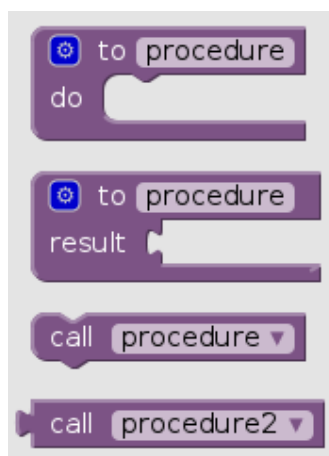 to procedure
do
to procedure
result
call procedure
call procedure2